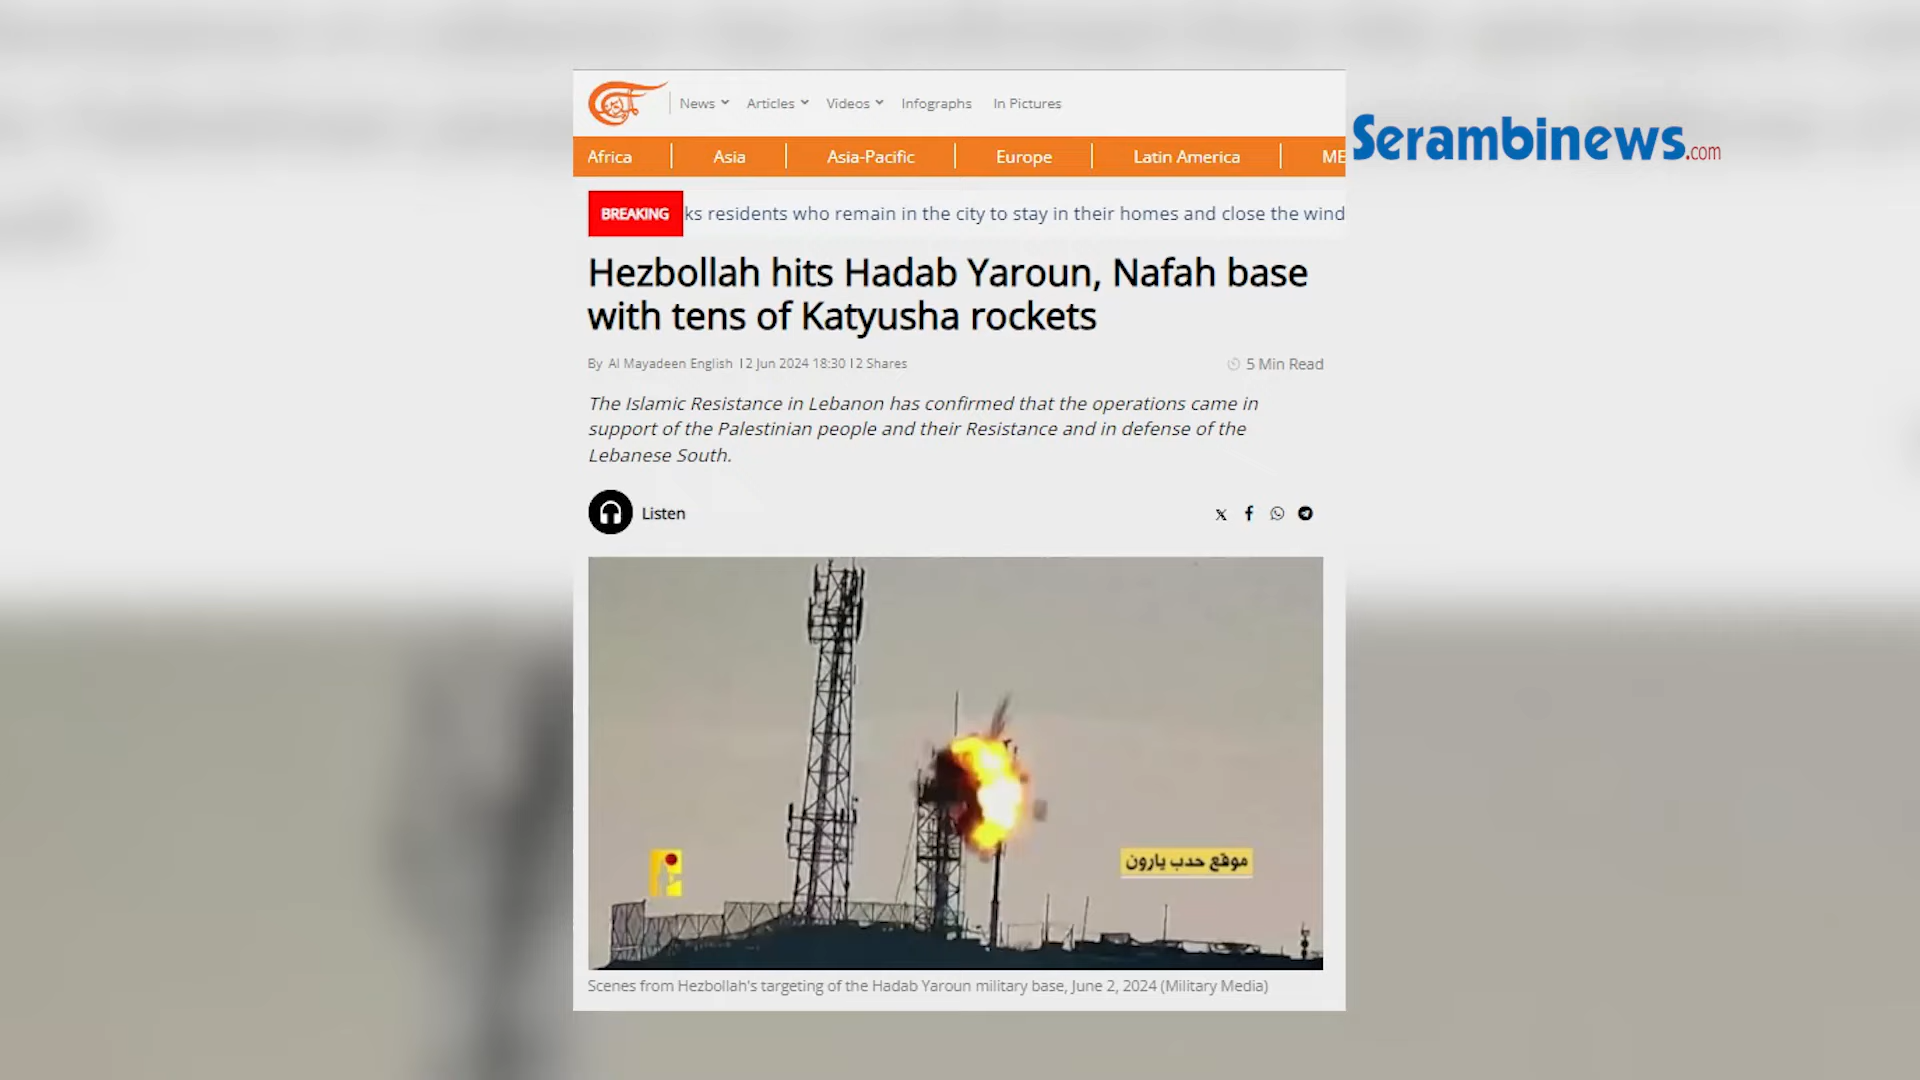 News Articles Videos Infographs In Pictures
Africa Asia Asia-Pacific Europe Latin America ME
Serambinews.com
BREAKING ks residents who remain in the city to stay in their homes and close the wind
Hezbollah hits Hadab Yaroun, Nafah base
with tens of Katyusha rockets
By Al Mayadeen English | 2 Jun 2024 18:30 | 2 Shares
5 Min Read
The Islamic Resistance in Lebanon has confirmed that the operations came in
support of the Palestinian people and their Resistance and in defense of the
Lebanese South.
Listen
موقع حدب يارون
Scenes from Hezbollah's targeting of the Hadab Yaroun military base, June 2, 2024 (Military Media)